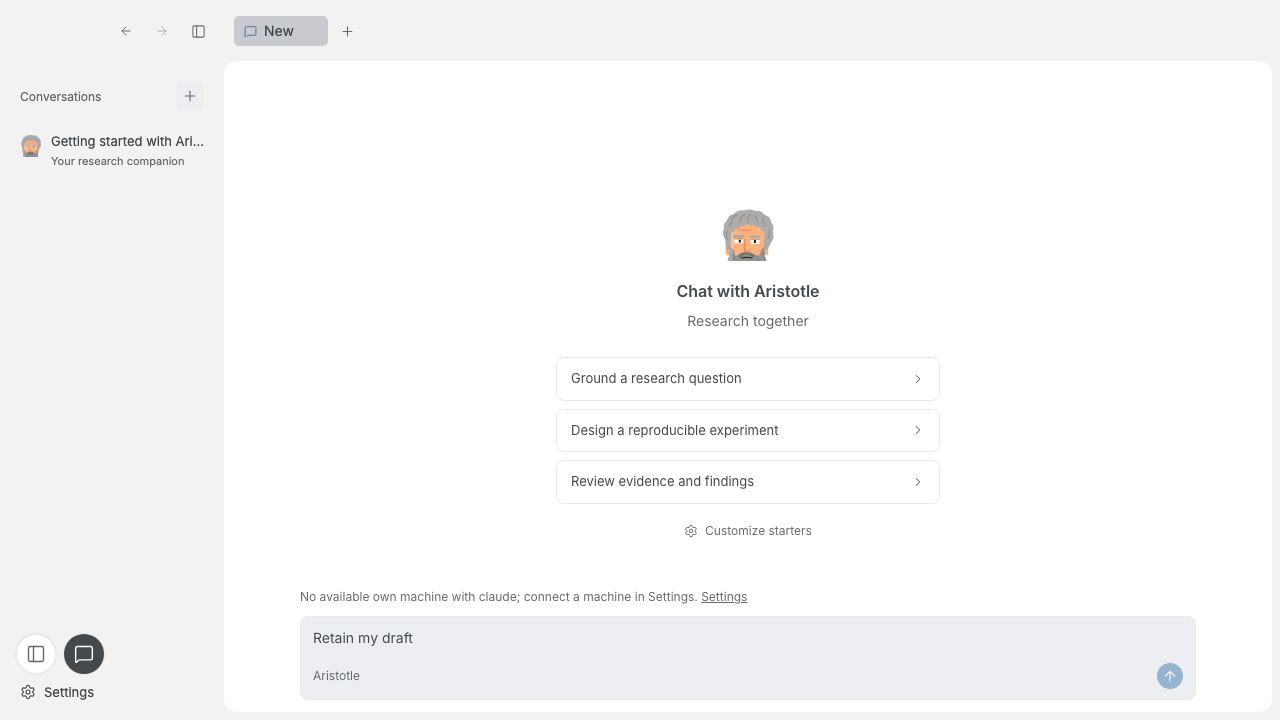 New
Conversations
Getting started with Ari...
Your research companion
Chat with Aristotle
Research together
Ground a research question
Design a reproducible experiment
Review evidence and findings
Customize starters
No available own machine with claude; connect a machine in Settings. Settings
Retain my draft
Aristotle
Settings